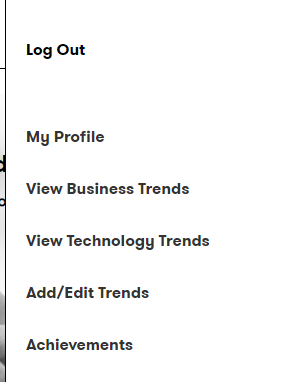 Log Out
My Profile
View Business Trends
View Technology Trends
Add/Edit Trends
Achievements